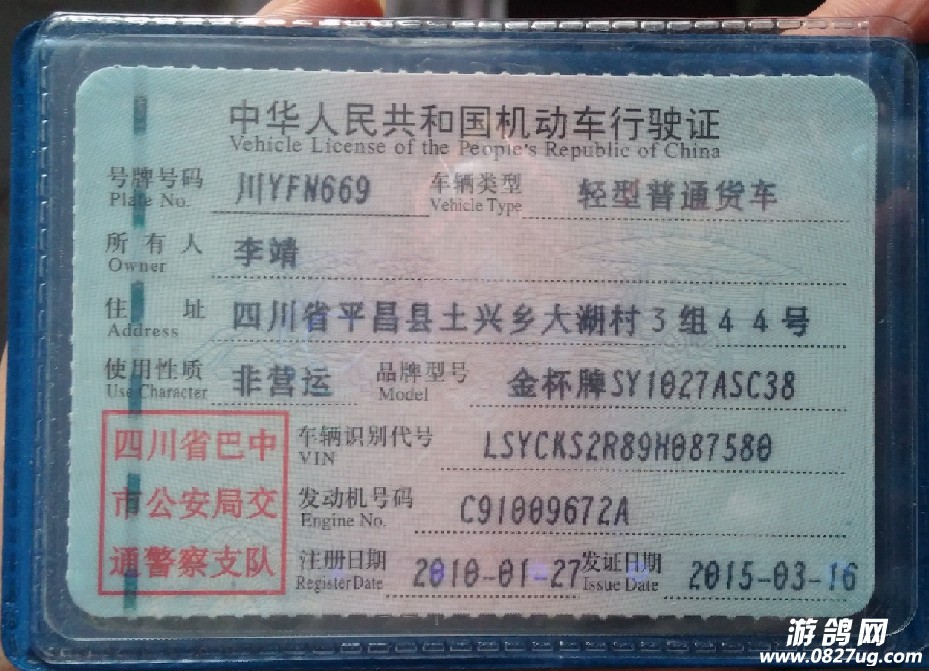 中华人民共和国机动车行驶证
Vehicle License of the People's Republic of China
号牌号码 川YFN669 车辆类型 轻型普通货车
Plate No. Vehicle Type
所有人 李靖
Owner
住址 四川省平昌县土兴乡大湖村3组44号
Address
使用性质 非营运 品牌型号 金杯牌SY1027ASC38
Use Character Model
四川省巴中
市公安局交
通警察支队
车辆识别代号 LSYCKS2R89H087580
VIN
发动机号码 C91009672A
Engine No.
注册日期 2010-01-27 发证日期 2015-03-16
Register Date Issue Date
游鸽网
www.0827ug.com